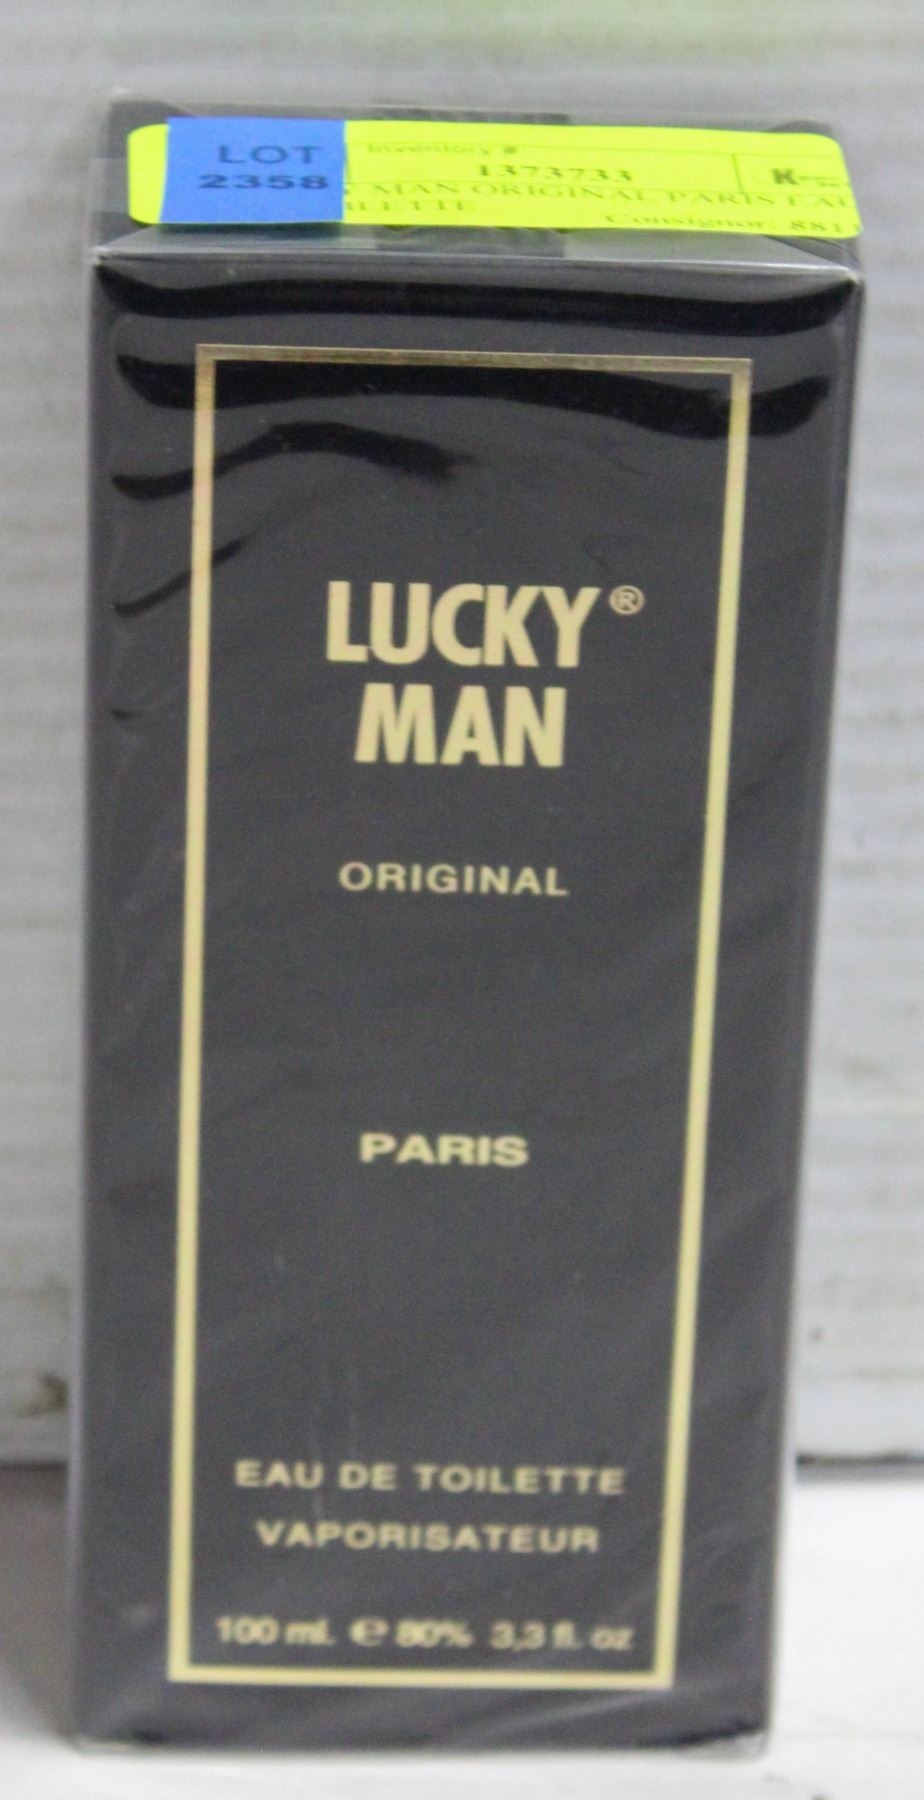 LOT
2358
Inventory #
1373733
K
MAN ORIGINAL PARIS EAU
Consignor: 881
LUCKY®
MAN
ORIGINAL
PARIS
EAU DE TOILETTE
VAPORISATEUR
100 ml. ℮ 80% 3,3 fl. oz